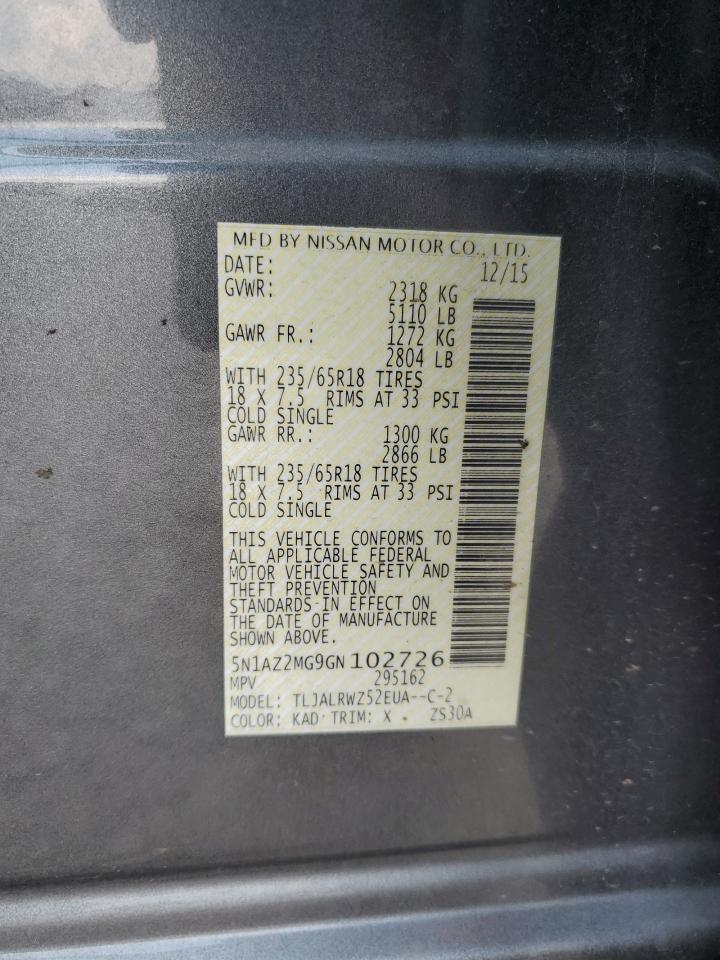 MFD BY NISSAN MOTOR CO., LTD.
DATE: 12/15
GVWR: 2318 KG
5110 LB
GAWR FR.: 1272 KG
2804 LB
WITH 235/65R18 TIRES
18 X 7.5 RIMS AT 33 PSI
COLD SINGLE
GAWR RR.: 1300 KG
2866 LB
WITH 235/65R18 TIRES
18 X 7.5 RIMS AT 33 PSI
COLD SINGLE
THIS VEHICLE CONFORMS TO
ALL APPLICABLE FEDERAL
MOTOR VEHICLE SAFETY AND
THEFT PREVENTION
STANDARDS IN EFFECT ON
THE DATE OF MANUFACTURE
SHOWN ABOVE.
5N1AZ2MG9GN102726
MPV 295162
MODEL: TLJALRWZ52EUA--C-2
COLOR: KAD TRIM: X ZS30A